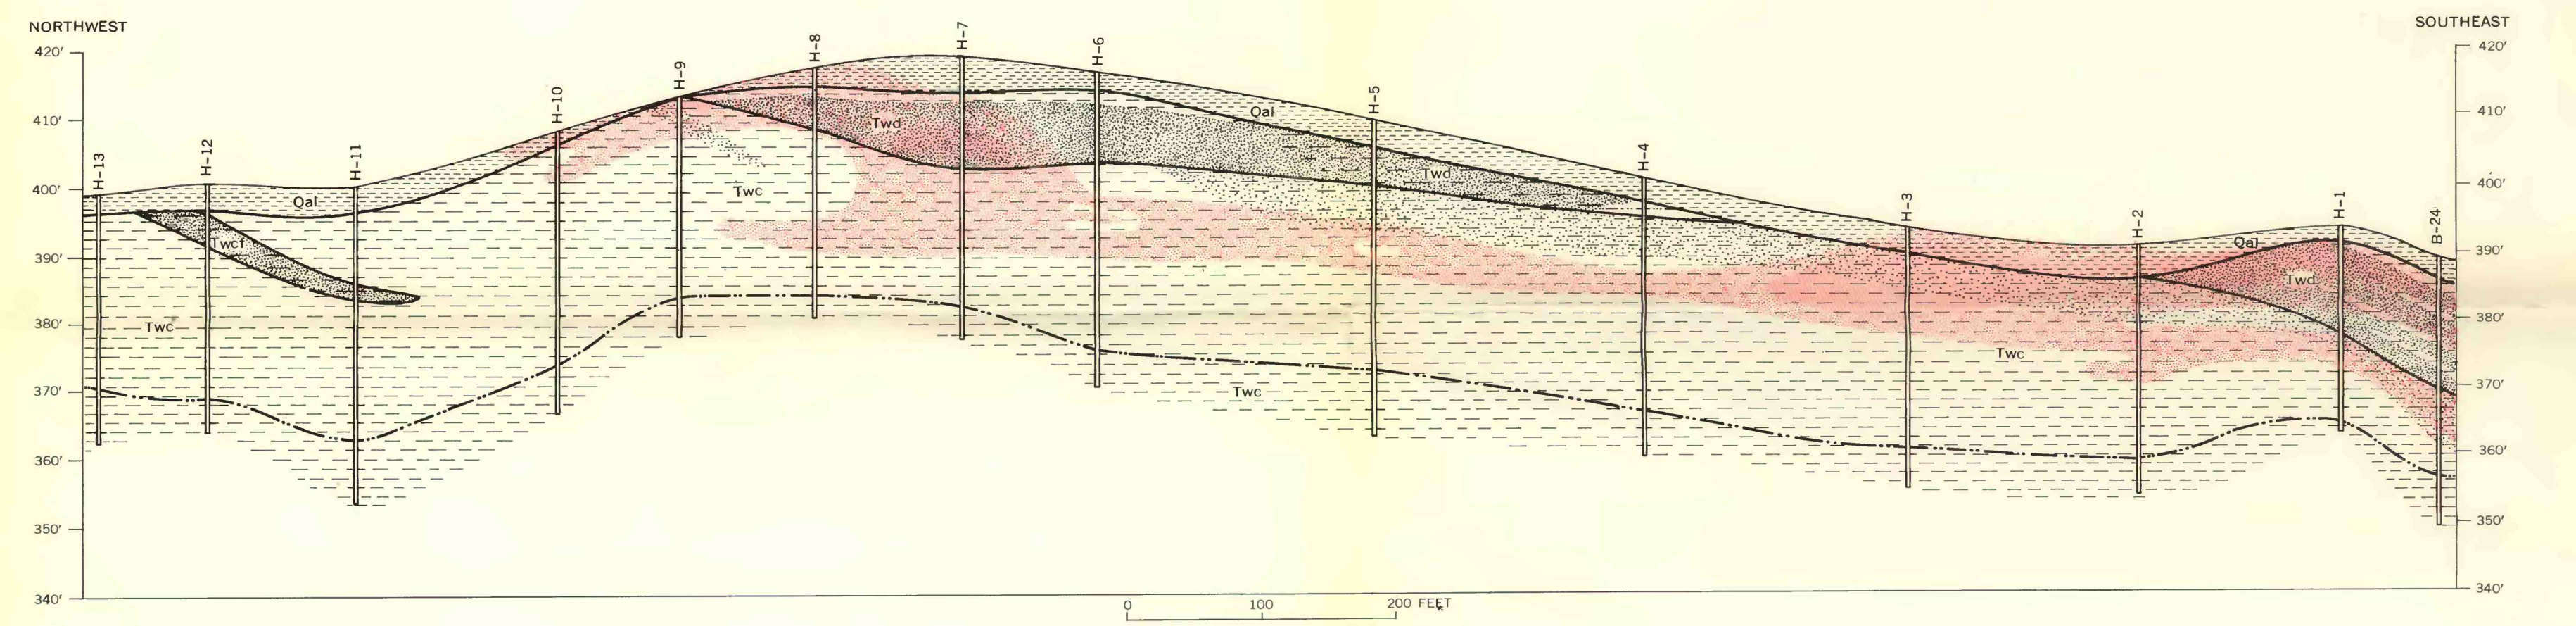 NORTHWEST
SOUTHEAST
420′
410′
400′
390′
380′
370′
360′
350′
340′
H-13
H-12
H-11
H-10
H-9
H-8
H-7
H-6
H-5
H-4
H-3
H-2
H-1
B-24
420′
410′
400′
390′
380′
370′
360′
350′
340′
Qal
Twcf
Twc
Twd
Twc
Qal
Twd
Twc
Qal
Twd
Twc
0 100 200 FEET